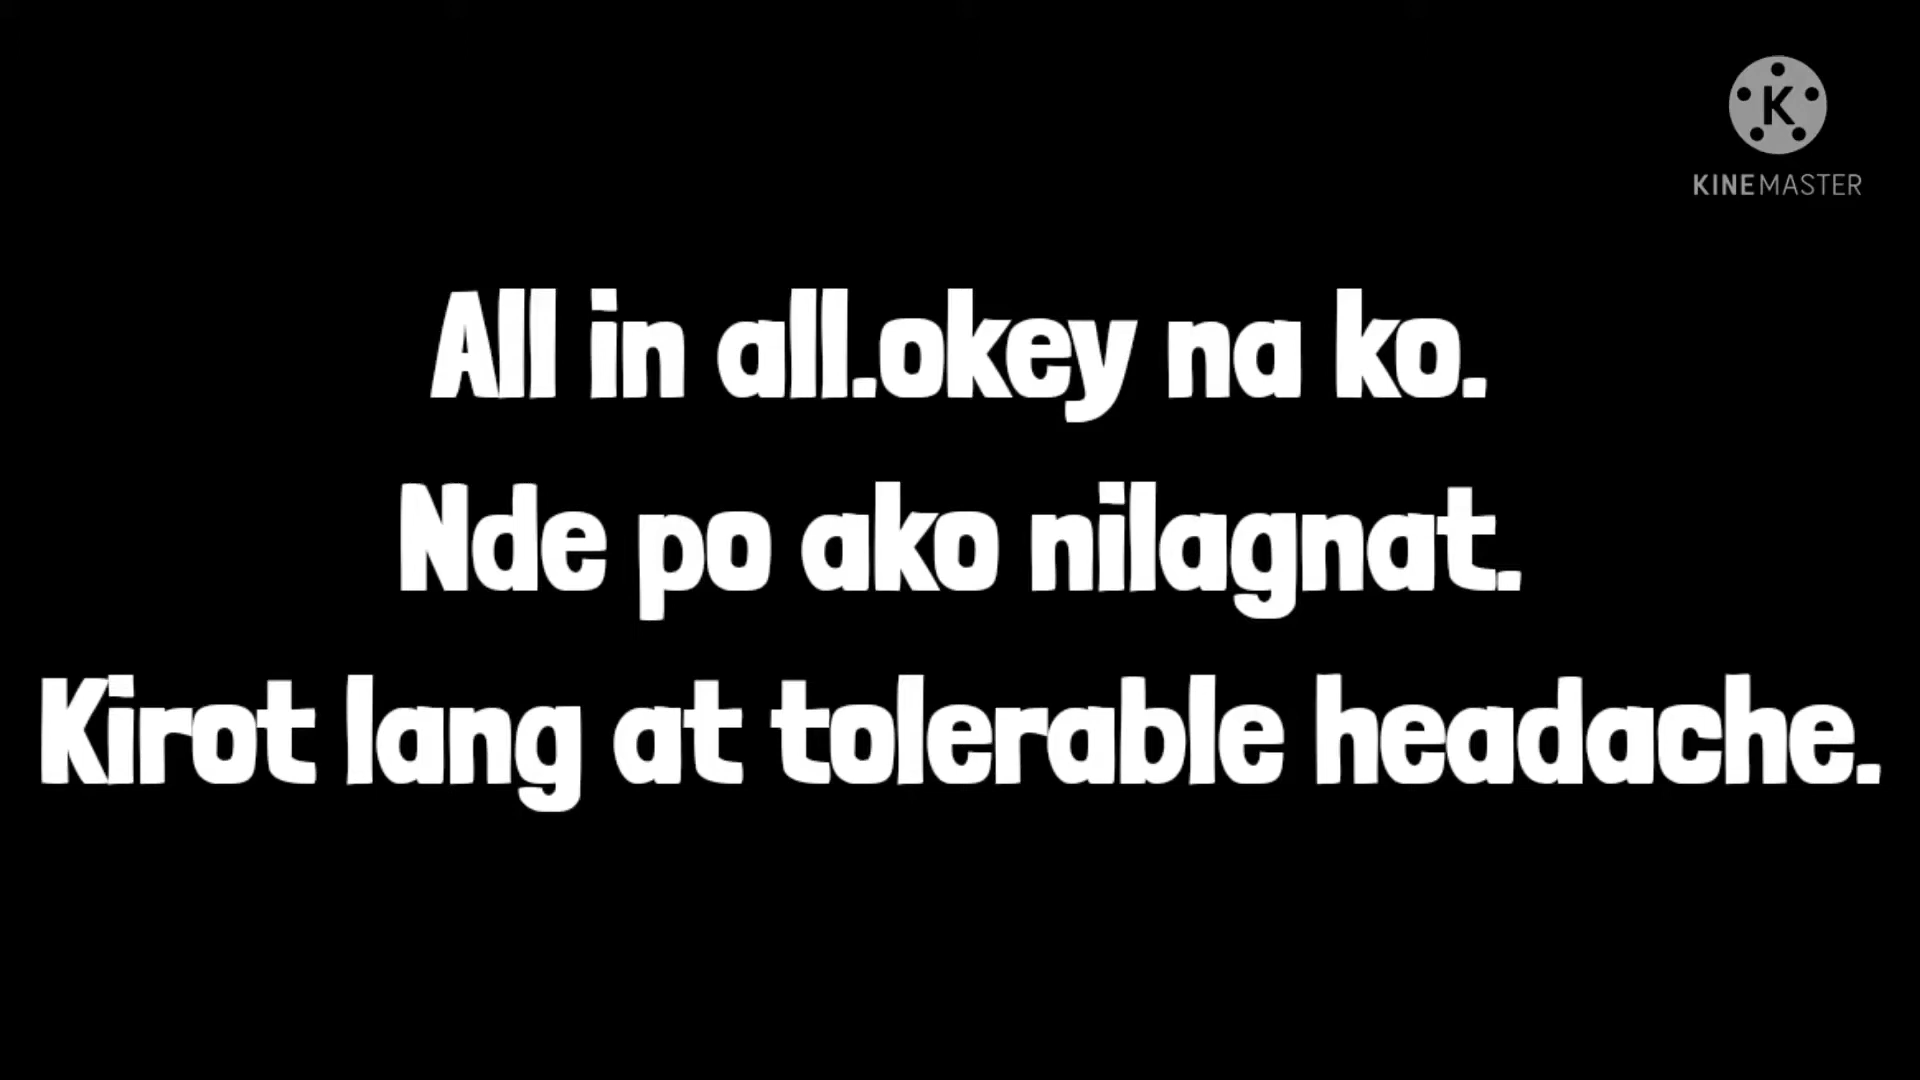 KINEMASTER
All in all.okey na ko.
Nde po ako nilagnat.
Kirot lang at tolerable headache.